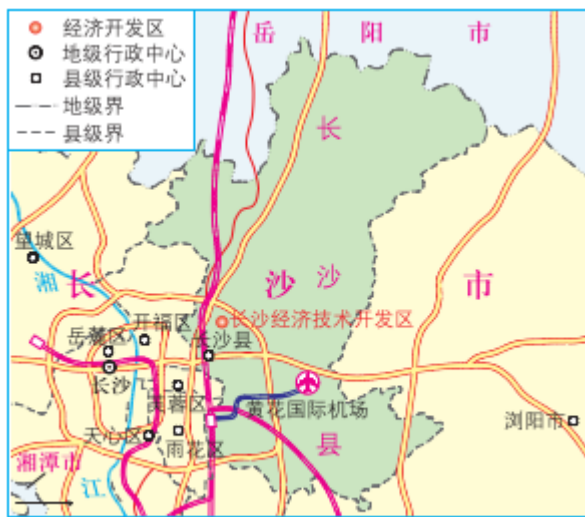 经济开发区
地级行政中心
县级行政中心
地级界
县级界
岳阳市
长
望城区
湘
长沙市
沙
长沙经济技术开发区
开福区
岳麓区
长沙县
长沙
芙蓉区
黄花国际机场
浏阳市
天心区
雨花区
县
湘潭市
江